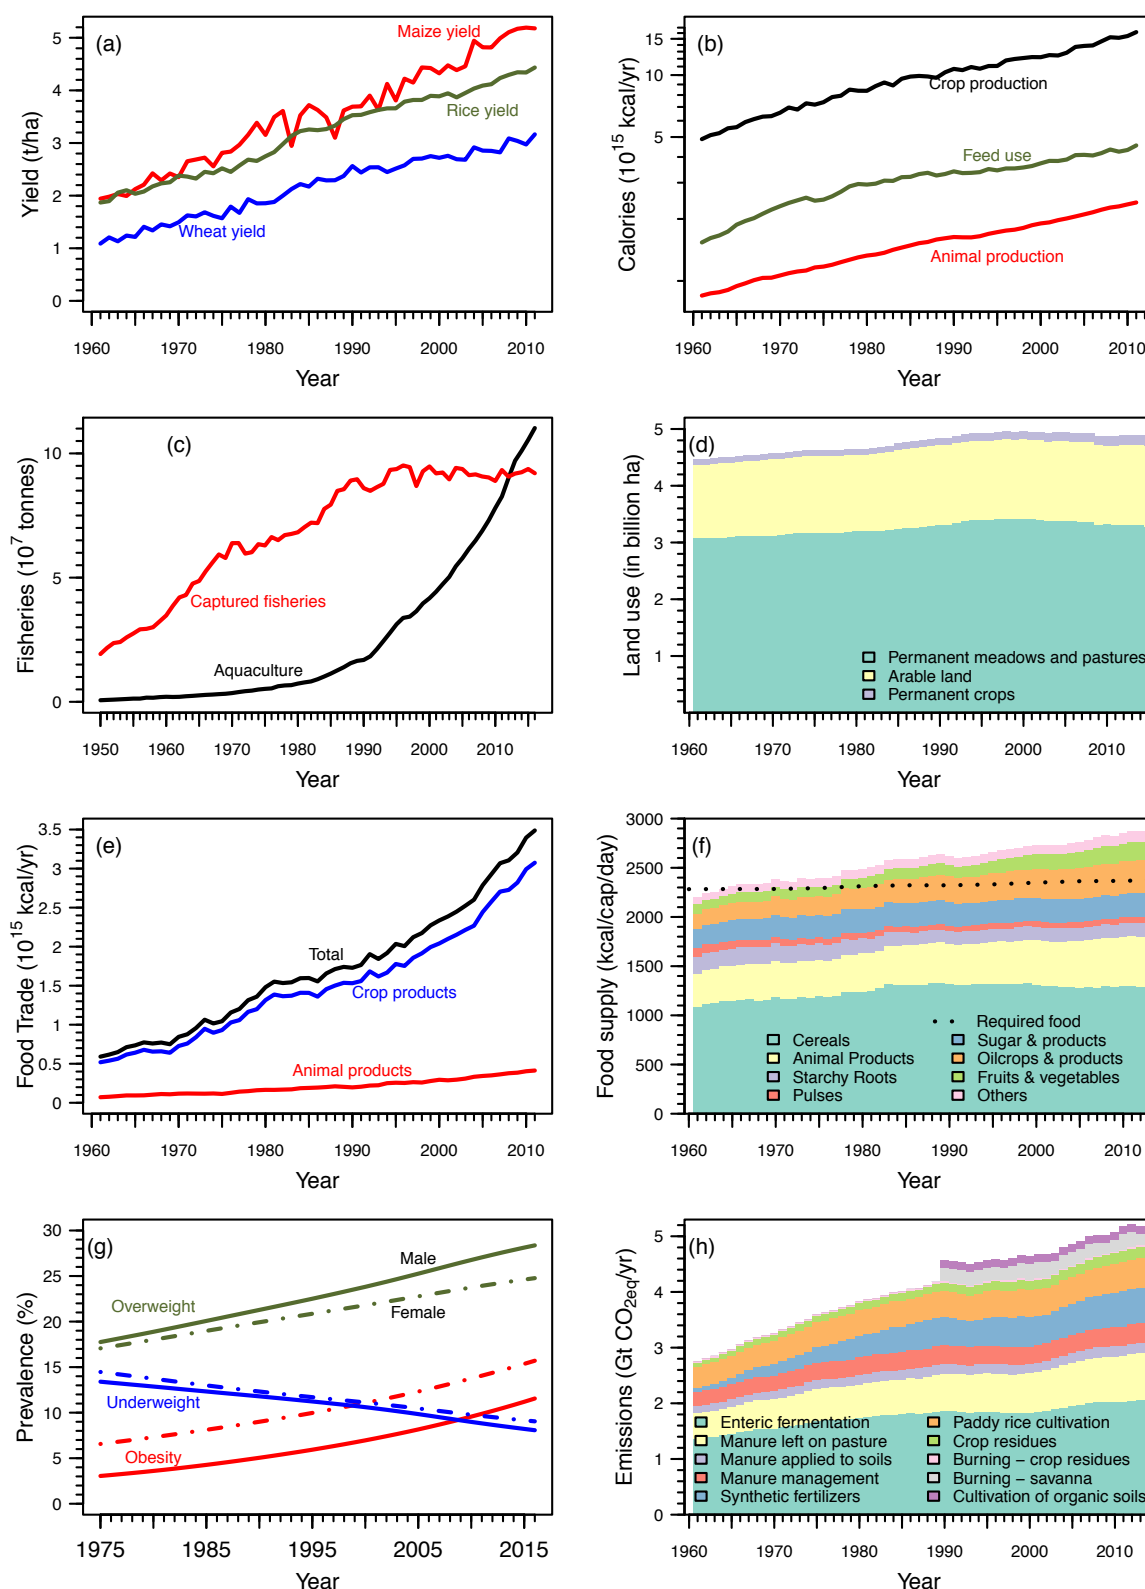 (a)
Maize yield
Rice yield
Wheat yield
Yield (t/ha)
0
1
2
3
4
5
1960
1970
1980
1990
2000
2010
Year
(b)
Crop production
Feed use
Animal production
Calories (10^15 kcal/yr)
5
10
15
1960
1970
1980
1990
2000
2010
Year
(c)
Captured fisheries
Aquaculture
Fisheries (10^7 tonnes)
0
5
10
1950
1960
1970
1980
1990
2000
2010
Year
(d)
Land use (in billion ha)
1
2
3
4
5
Permanent meadows and pastures
Arable land
Permanent crops
1960
1970
1980
1990
2000
2010
Year
(e)
Total
Crop products
Animal products
Food Trade (10^15 kcal/yr)
0
0.5
1
1.5
2
2.5
3
3.5
1960
1970
1980
1990
2000
2010
Year
(f)
Food supply (kcal/cap/day)
0
500
1000
1500
2000
2500
3000
Required food
Cereals
Animal Products
Starchy Roots
Pulses
Sugar & products
Oilcrops & products
Fruits & vegetables
Others
1960
1970
1980
1990
2000
2010
Year
(g)
Male
Overweight
Female
Underweight
Obesity
Prevalence (%)
0
5
10
15
20
25
30
1975
1985
1995
2005
2015
Year
(h)
Emissions (Gt CO2eq/yr)
0
1
2
3
4
5
Enteric fermentation
Manure left on pasture
Manure applied to soils
Manure management
Synthetic fertilizers
Paddy rice cultivation
Crop residues
Burning − crop residues
Burning − savanna
Cultivation of organic soils
1960
1970
1980
1990
2000
2010
Year